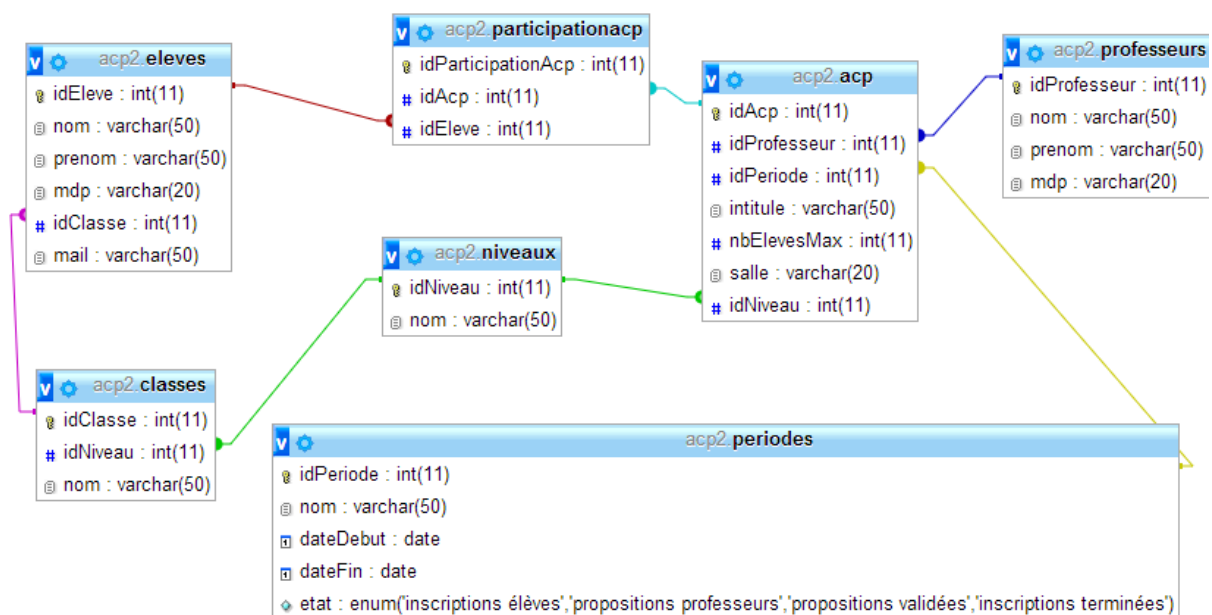 acp2.eleves
idEleve : int(11)
nom : varchar(50)
prenom : varchar(50)
mdp : varchar(20)
idClasse : int(11)
mail : varchar(50)
acp2.participationacp
idParticipationAcp : int(11)
idAcp : int(11)
idEleve : int(11)
acp2.acp
idAcp : int(11)
idProfesseur : int(11)
idPeriode : int(11)
intitule : varchar(50)
nbElevesMax : int(11)
salle : varchar(20)
idNiveau : int(11)
acp2.professeurs
idProfesseur : int(11)
nom : varchar(50)
prenom : varchar(50)
mdp : varchar(20)
acp2.niveaux
idNiveau : int(11)
nom : varchar(50)
acp2.classes
idClasse : int(11)
idNiveau : int(11)
nom : varchar(50)
acp2.periodes
idPeriode : int(11)
nom : varchar(50)
dateDebut : date
dateFin : date
etat : enum('inscriptions élèves','propositions professeurs','propositions validées','inscriptions terminées')